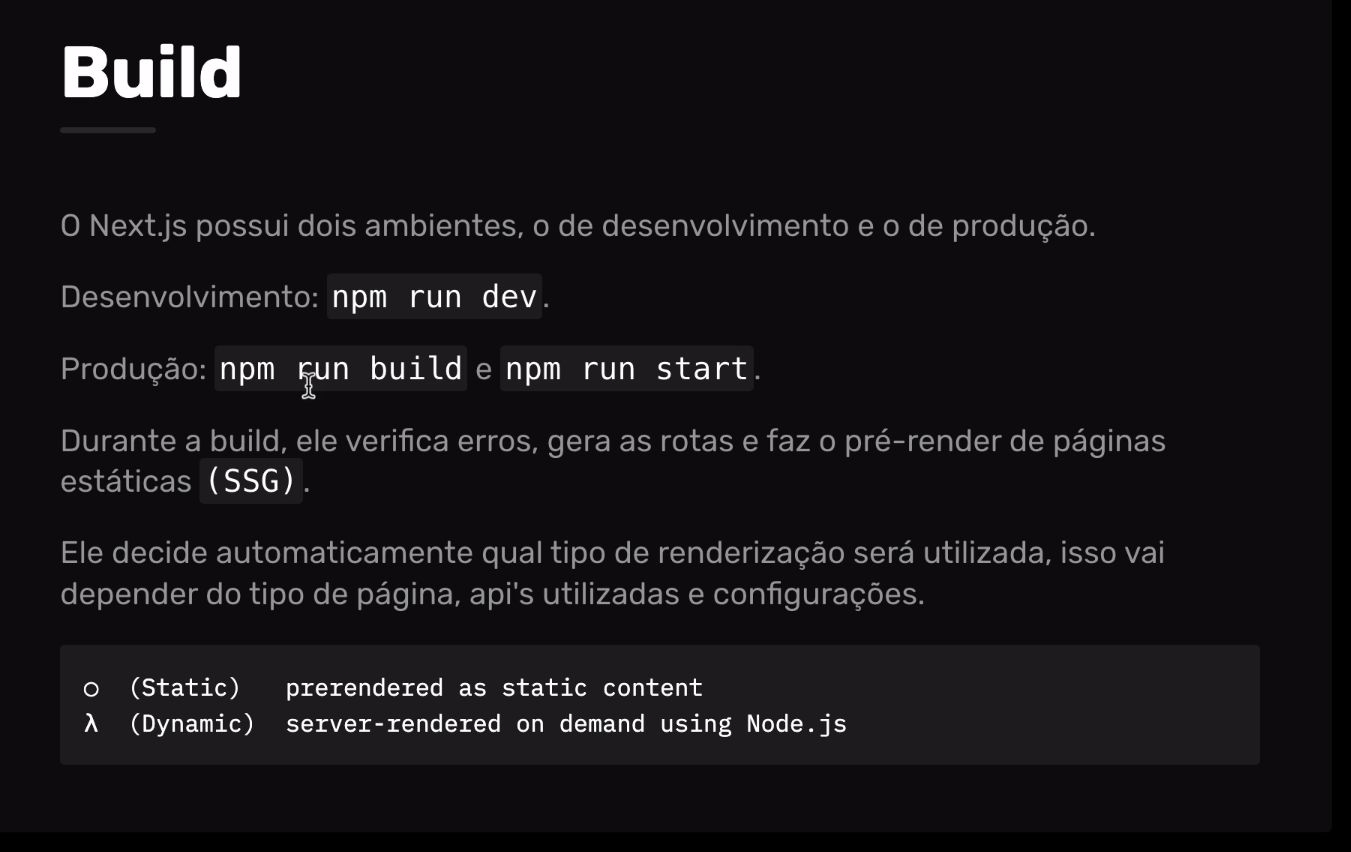 Build
O Next.js possui dois ambientes, o de desenvolvimento e o de produção.
Desenvolvimento: npm run dev.
Produção: npm run build e npm run start.
Durante a build, ele verifica erros, gera as rotas e faz o pré-render de páginas
estáticas (SSG).
Ele decide automaticamente qual tipo de renderização será utilizada, isso vai
depender do tipo de página, api's utilizadas e configurações.
○ (Static) prerendered as static content
λ (Dynamic) server-rendered on demand using Node.js